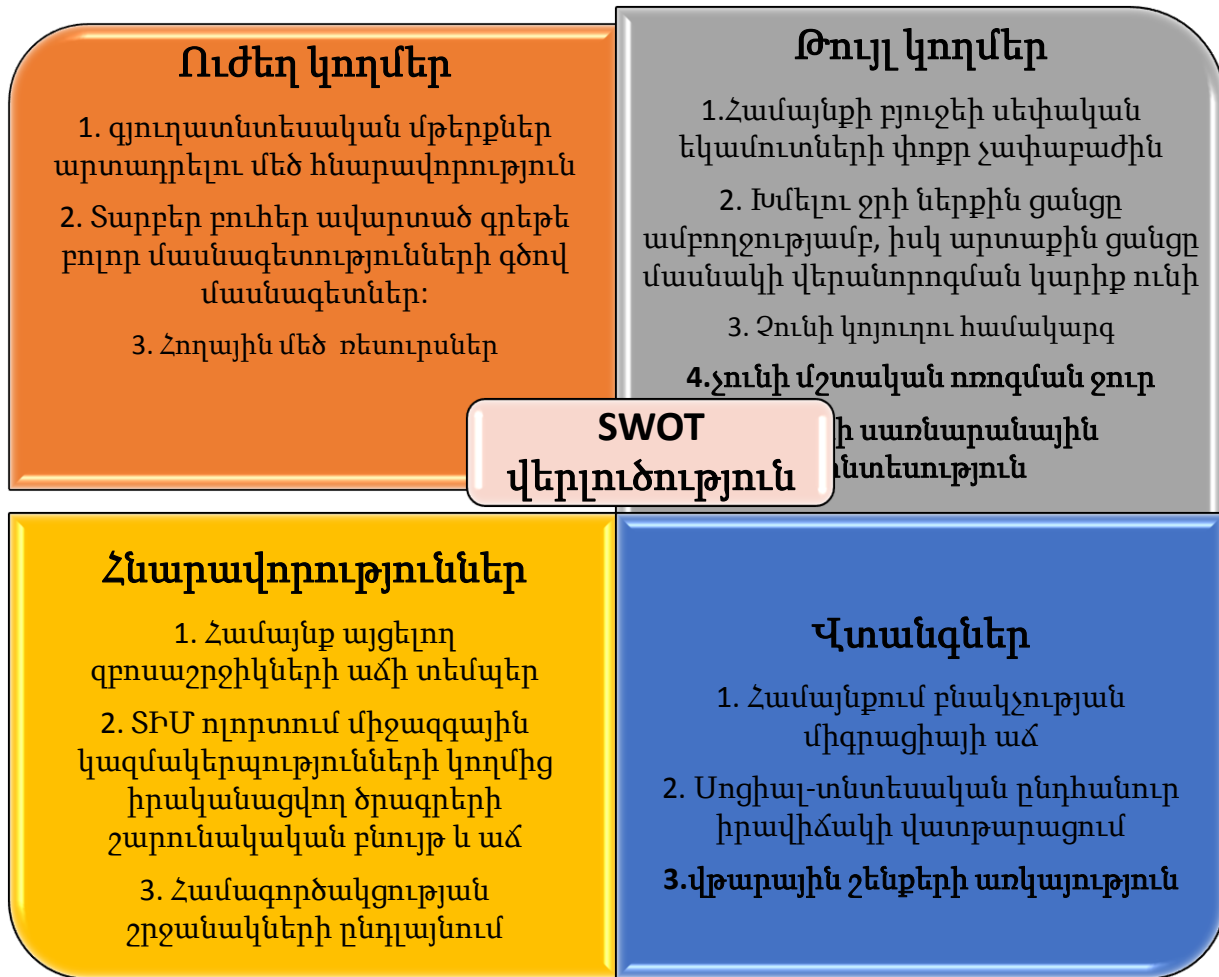 Ուժեղ կողմեր
1. գյուղատնտեսական մթերքներ
արտադրելու մեծ հնարավորություն
2. Տարբեր բուհեր ավարտած գրեթե
բոլոր մասնագետությունների գծով
մասնագետներ:
3. Հողային մեծ ռեսուրսներ
Թույլ կողմեր
1.Համայնքի բյուջեի սեփական
եկամուտների փոքր չափաբաժին
2. Խմելու ջրի ներքին ցանցը
ամբողջությամբ, իսկ արտաքին ցանցը
մասնակի վերանորոգման կարիք ունի
3. Չունի կոյուղու համակարգ
4.չունի մշտական ոռոգման ջուր
սառնարանային
SWOT
վերլուծություն
Հնարավորություններ
1. Համայնք այցելող
զբոսաշրջիկների աճի տեմպեր
2. ՏԻՄ ոլորտում միջազգային
կազմակերպությունների կողմից
իրականացվող ծրագրերի
շարունակական բնույթ և աճ
3. Համագործակցության
շրջանակների ընդլայնում
Վտանգներ
1. Համայնքում բնակչության
միգրացիայի աճ
2. Սոցիալ-տնտեսական ընդհանուր
իրավիճակի վատթարացում
3.վթարային շենքերի առկայություն